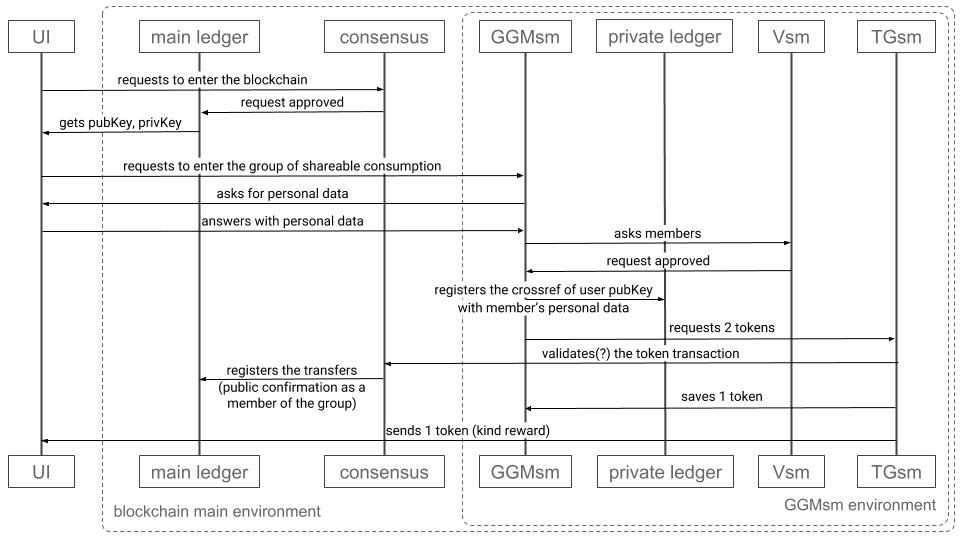 UI
main ledger
consensus
GGMsm
private ledger
Vsm
TGsm
requests to enter the blockchain
request approved
gets pubKey, privKey
requests to enter the group of shareable consumption
asks for personal data
answers with personal data
asks members
request approved
registers the crossref of user pubKey
with member's personal data
requests 2 tokens
validates(?) the token transaction
registers the transfers
(public confirmation as a
member of the group)
saves 1 token
sends 1 token (kind reward)
UI
main ledger
consensus
GGMsm
private ledger
Vsm
TGsm
blockchain main environment
GGMsm environment